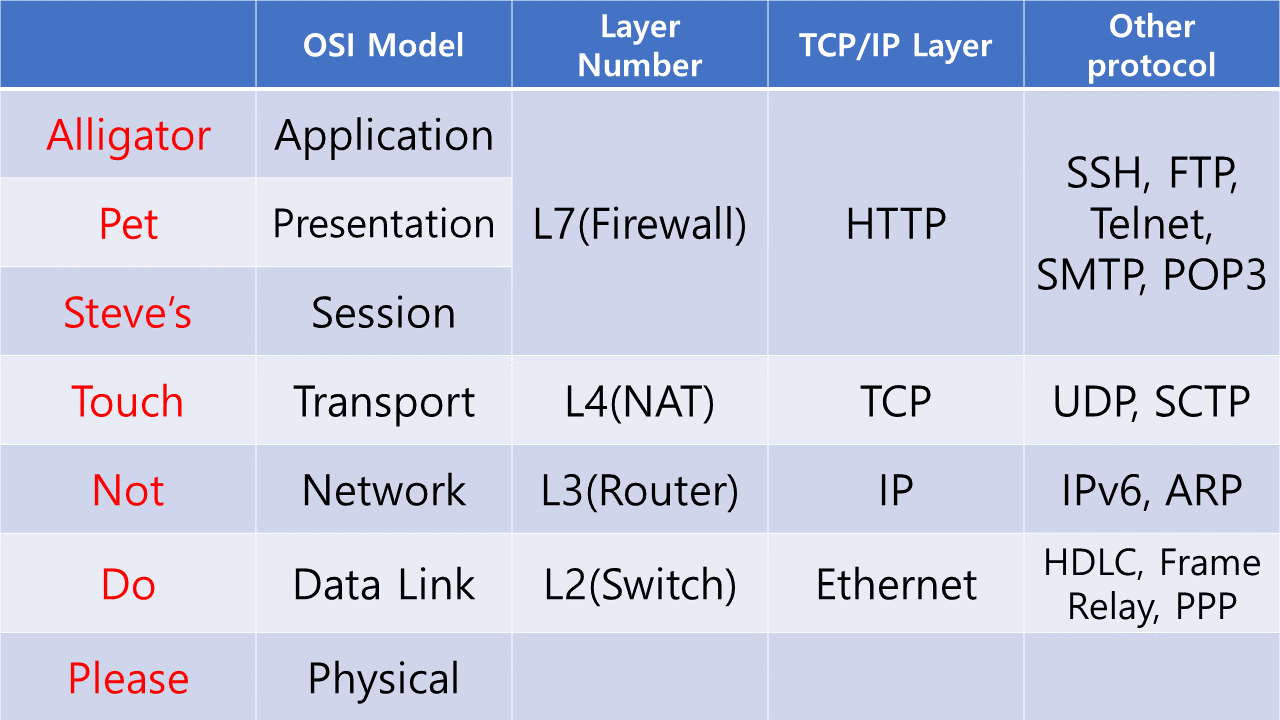 OSI Model
Layer
Number
TCP/IP Layer
Other
protocol
Alligator
Application
Pet
Presentation
Steve’s
Session
L7(Firewall)
HTTP
SSH, FTP,
Telnet,
SMTP, POP3
Touch
Transport
L4(NAT)
TCP
UDP, SCTP
Not
Network
L3(Router)
IP
IPv6, ARP
Do
Data Link
L2(Switch)
Ethernet
HDLC, Frame
Relay, PPP
Please
Physical